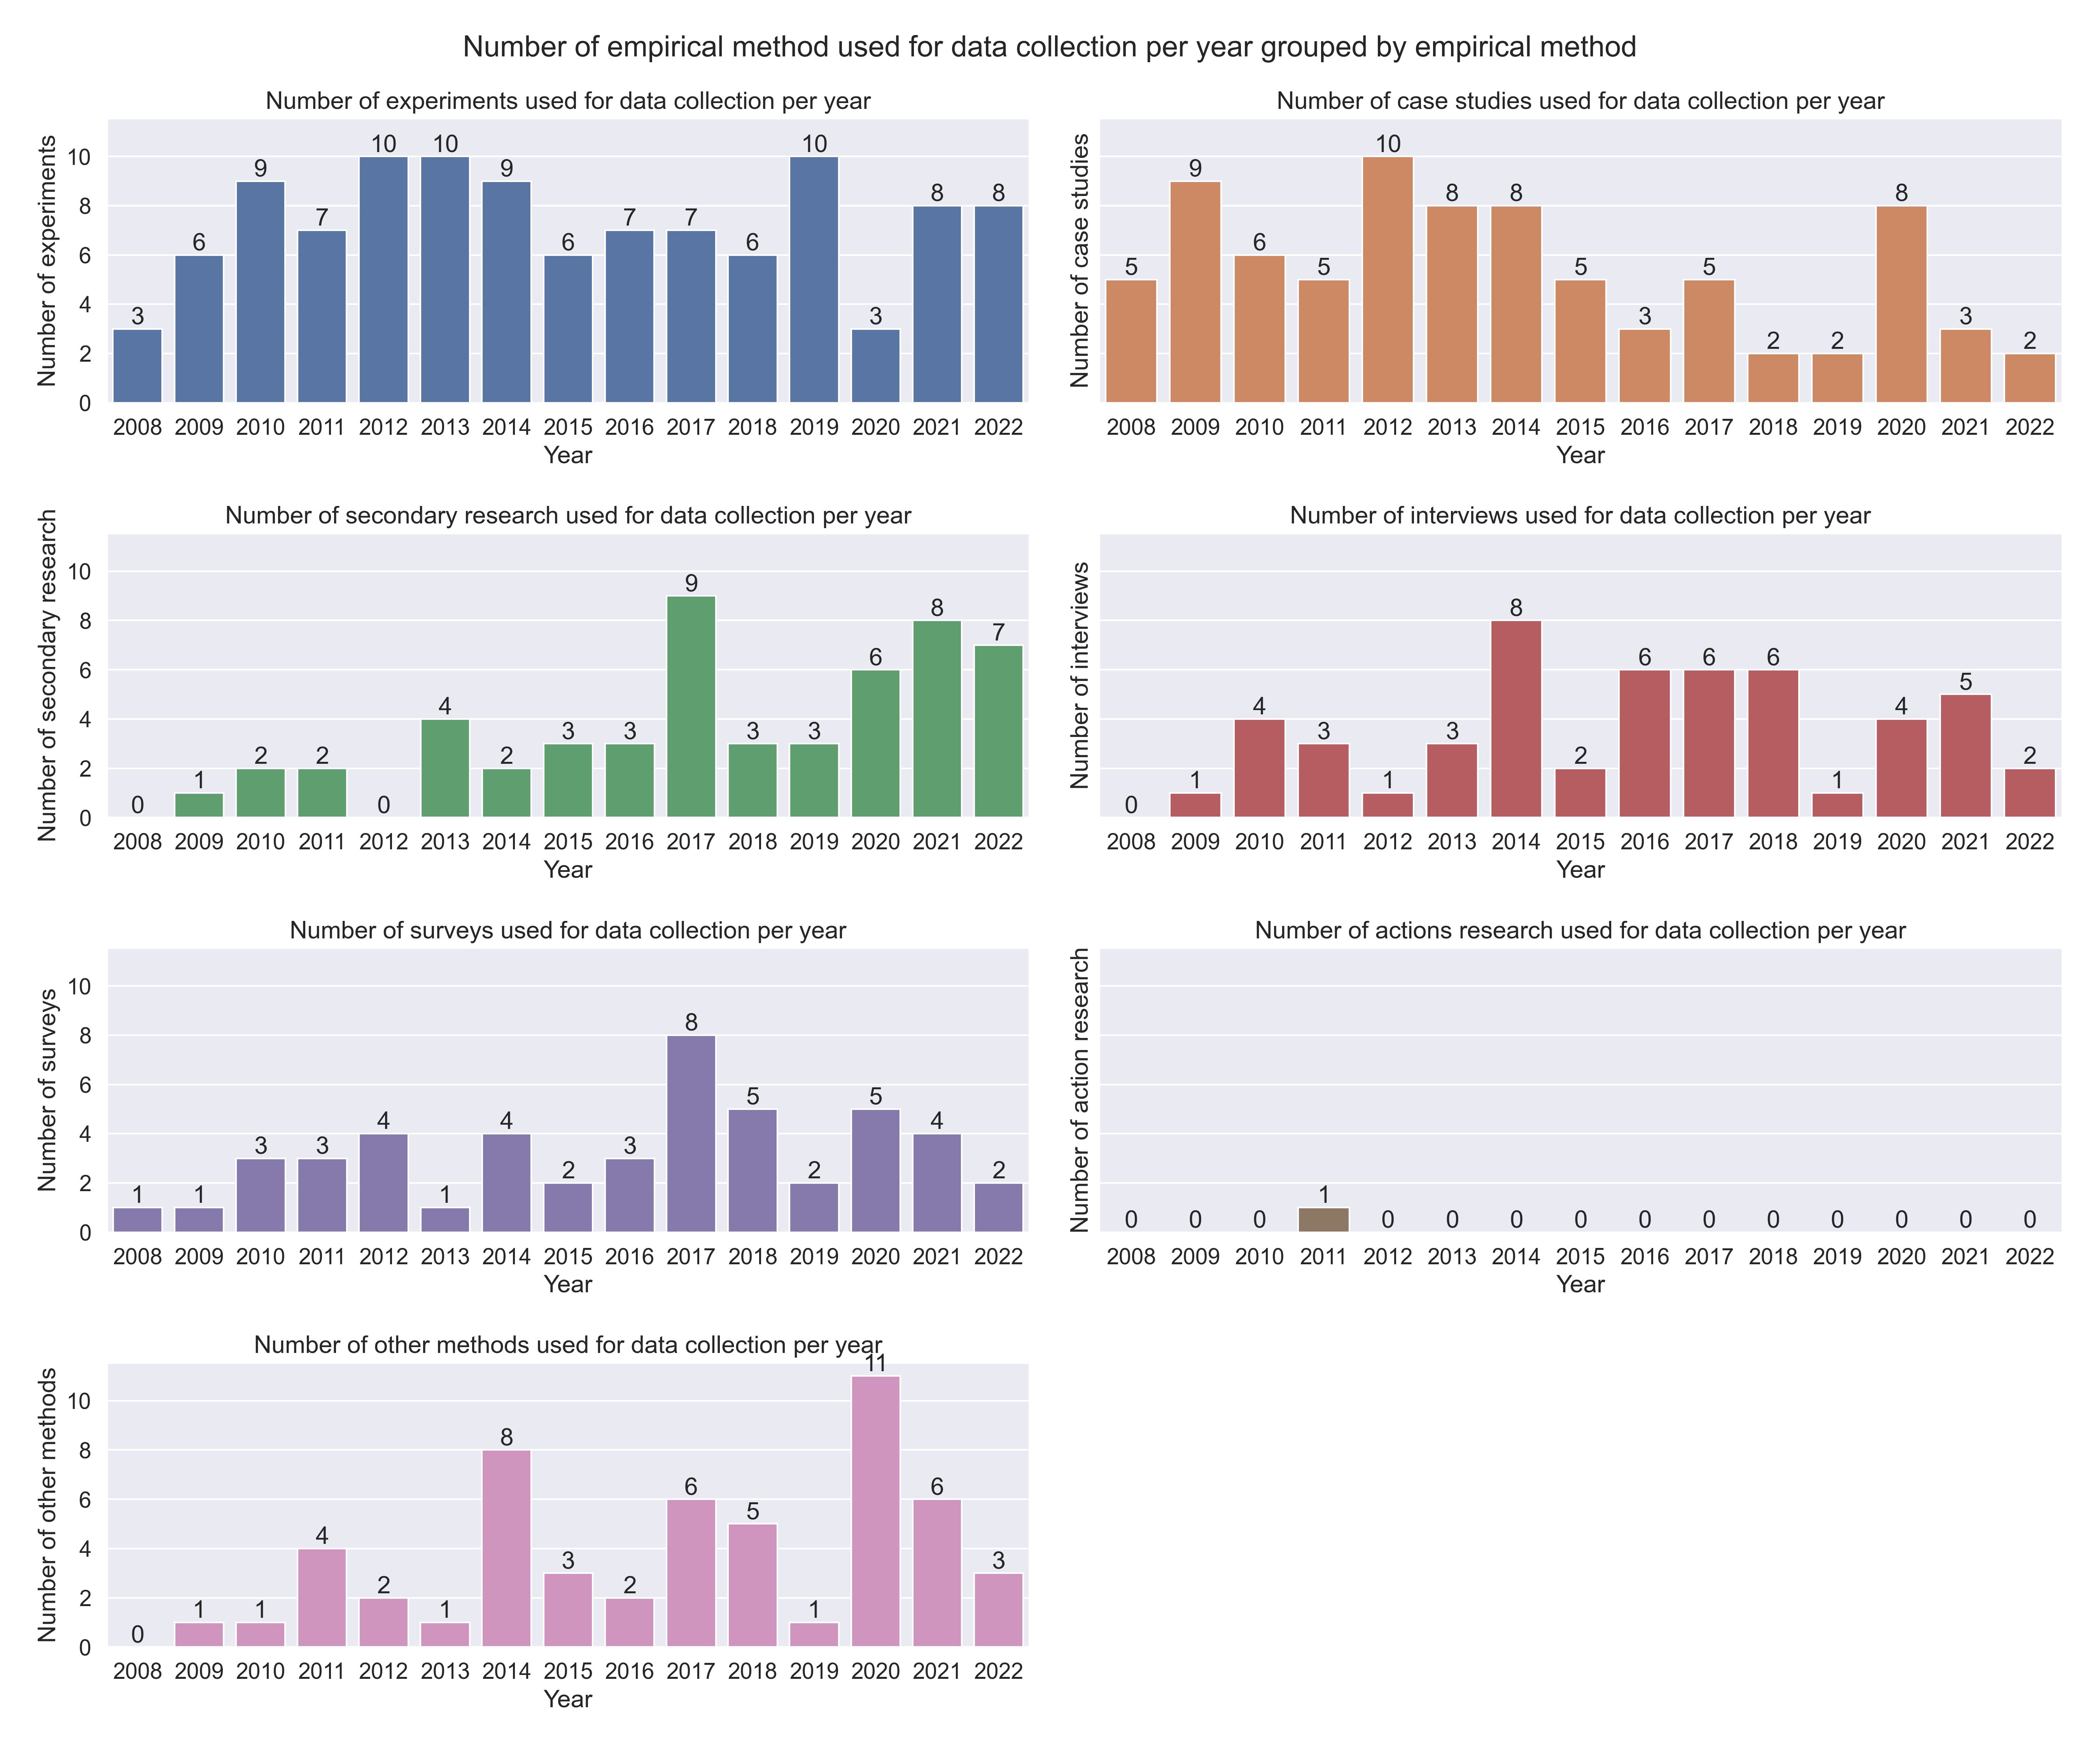 Number of empirical method used for data collection per year grouped by empirical method
Number of experiments used for data collection per year
Number of experiments
10
8
6
4
2
0
3 6 9 7 10 10 9 6 7 7 6 10 3 8 8
2008 2009 2010 2011 2012 2013 2014 2015 2016 2017 2018 2019 2020 2021 2022
Year
Number of case studies used for data collection per year
Number of case studies
5 9 6 5 10 8 8 5 3 5 2 2 8 3 2
2008 2009 2010 2011 2012 2013 2014 2015 2016 2017 2018 2019 2020 2021 2022
Year
Number of secondary research used for data collection per year
Number of secondary research
10
8
6
4
2
0
0 1 2 2 0 4 2 3 3 9 3 3 6 8 7
2008 2009 2010 2011 2012 2013 2014 2015 2016 2017 2018 2019 2020 2021 2022
Year
Number of interviews used for data collection per year
Number of interviews
0 1 4 3 1 3 8 2 6 6 6 1 4 5 2
2008 2009 2010 2011 2012 2013 2014 2015 2016 2017 2018 2019 2020 2021 2022
Year
Number of surveys used for data collection per year
Number of surveys
10
8
6
4
2
0
1 1 3 3 4 1 4 2 3 8 5 2 5 4 2
2008 2009 2010 2011 2012 2013 2014 2015 2016 2017 2018 2019 2020 2021 2022
Year
Number of actions research used for data collection per year
Number of action research
0 0 0 1 0 0 0 0 0 0 0 0 0 0 0
2008 2009 2010 2011 2012 2013 2014 2015 2016 2017 2018 2019 2020 2021 2022
Year
Number of other methods used for data collection per year
Number of other methods
10
8
6
4
2
0
0 1 1 4 2 1 8 3 2 6 5 1 11 6 3
2008 2009 2010 2011 2012 2013 2014 2015 2016 2017 2018 2019 2020 2021 2022
Year